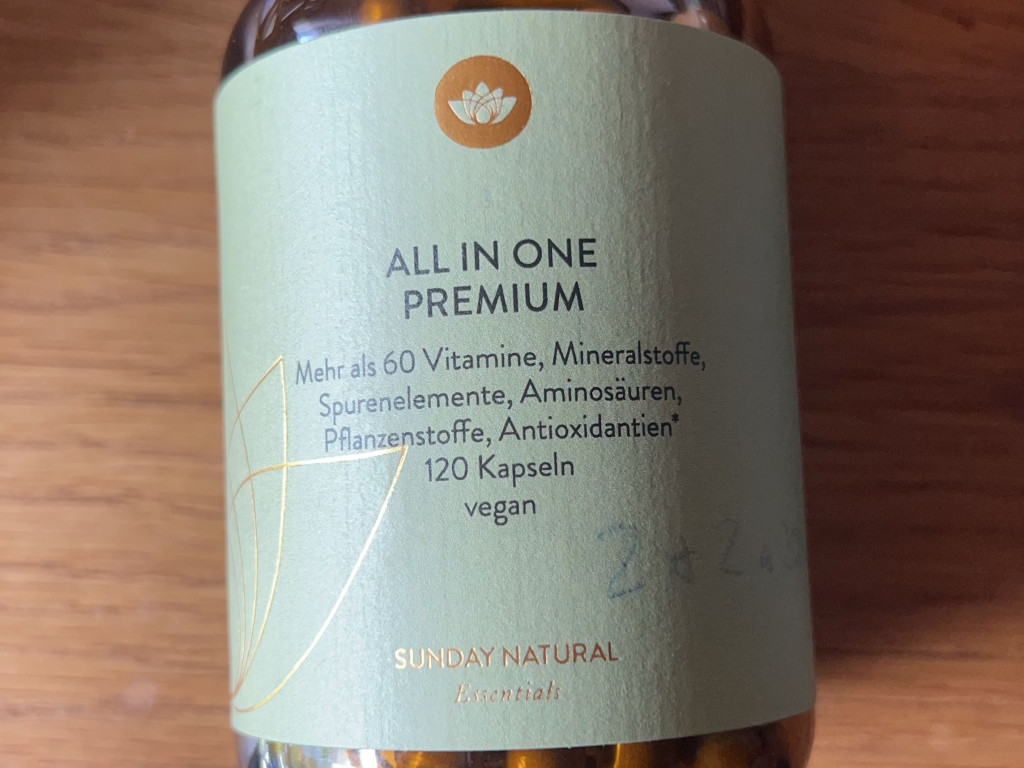 ALL IN ONE
PREMIUM
Mehr als 60 Vitamine, Mineralstoffe,
Spurenelemente, Aminosäuren,
Pflanzenstoffe, Antioxidantien*
120 Kapseln
vegan
SUNDAY NATURAL
Essentials